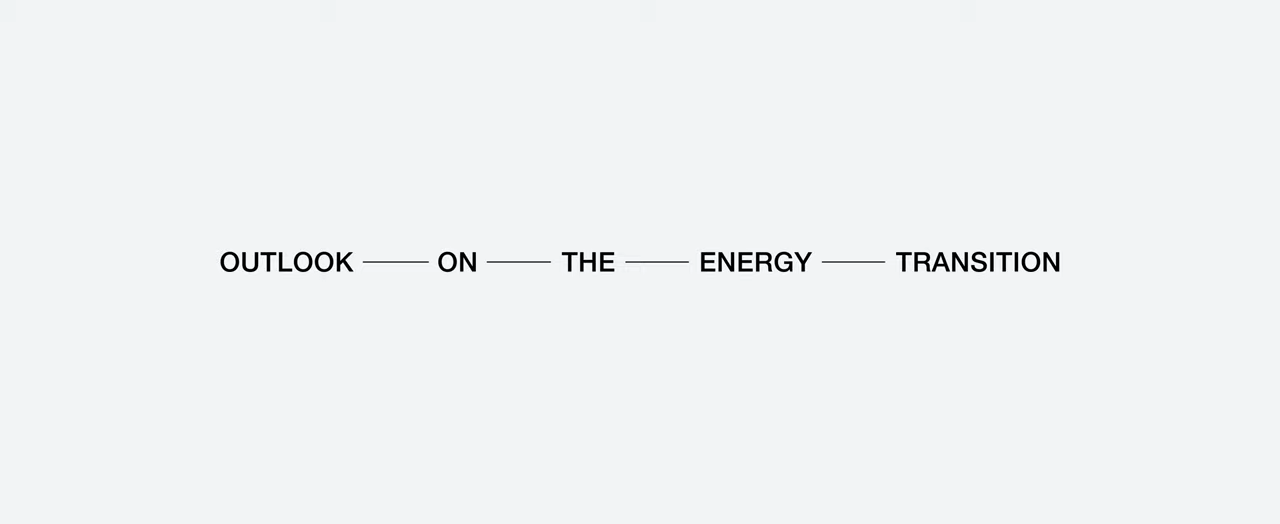 OUTLOOK — ON — THE — ENERGY — TRANSITION